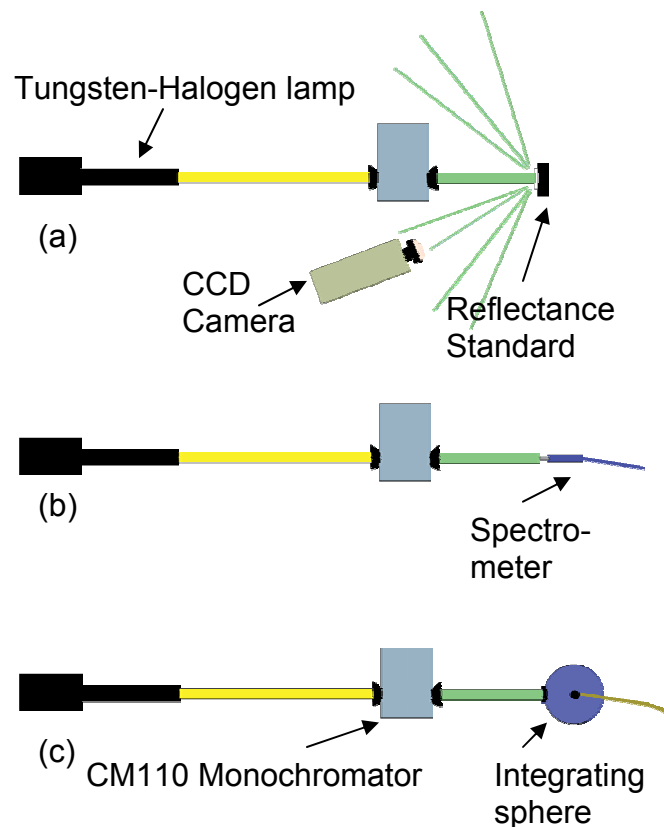 Tungsten-Halogen lamp
(a)
CCD
Camera
Reflectance
Standard
(b)
Spectro-
meter
(c)
CM110 Monochromator
Integrating
sphere